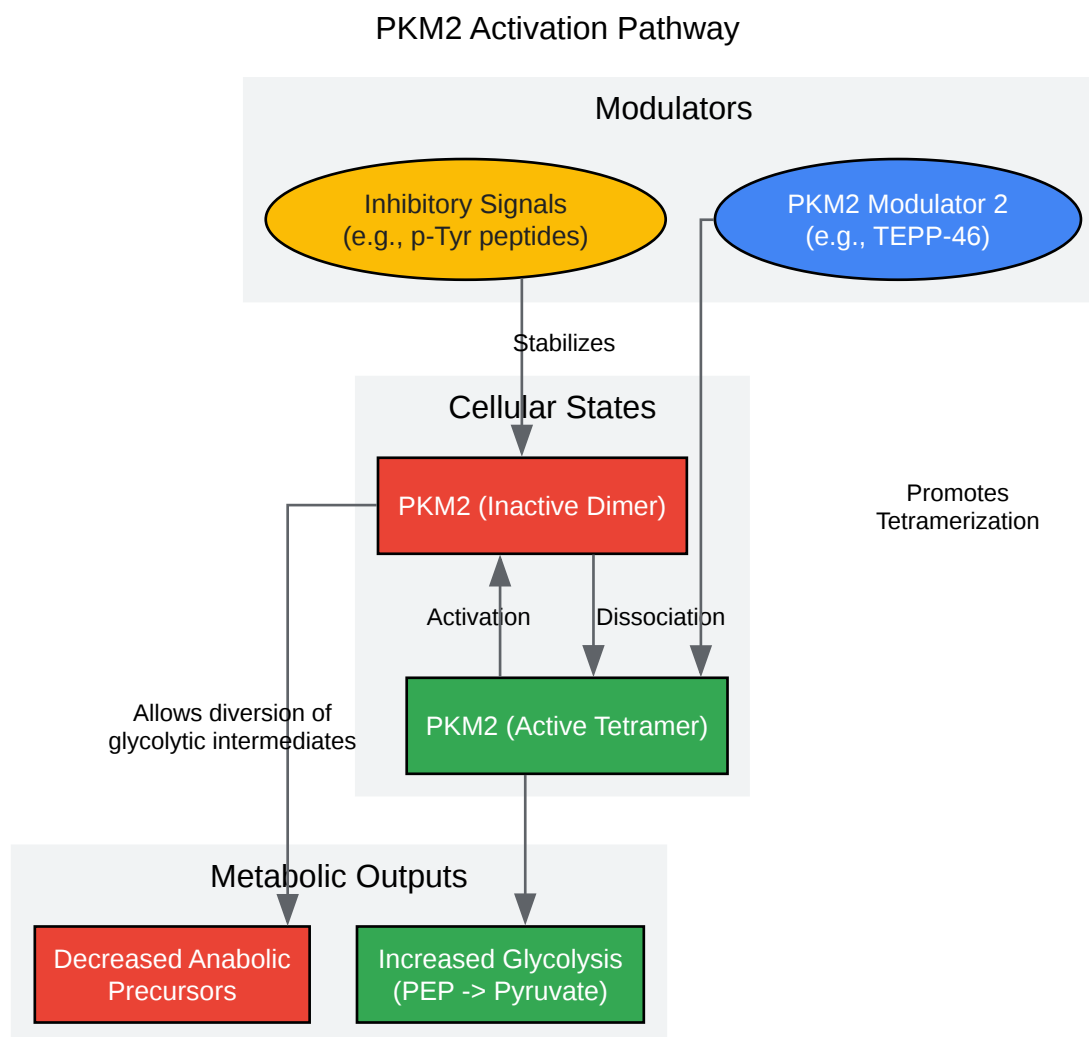 PKM2 Activation Pathway
Modulators
Inhibitory Signals
(e.g., p-Tyr peptides)
PKM2 Modulator 2
(e.g., TEPP-46)
Stabilizes
Cellular States
PKM2 (Inactive Dimer)
Promotes
Tetramerization
Activation
Dissociation
PKM2 (Active Tetramer)
Allows diversion of
glycolytic intermediates
Metabolic Outputs
Decreased Anabolic
Precursors
Increased Glycolysis
(PEP -> Pyruvate)